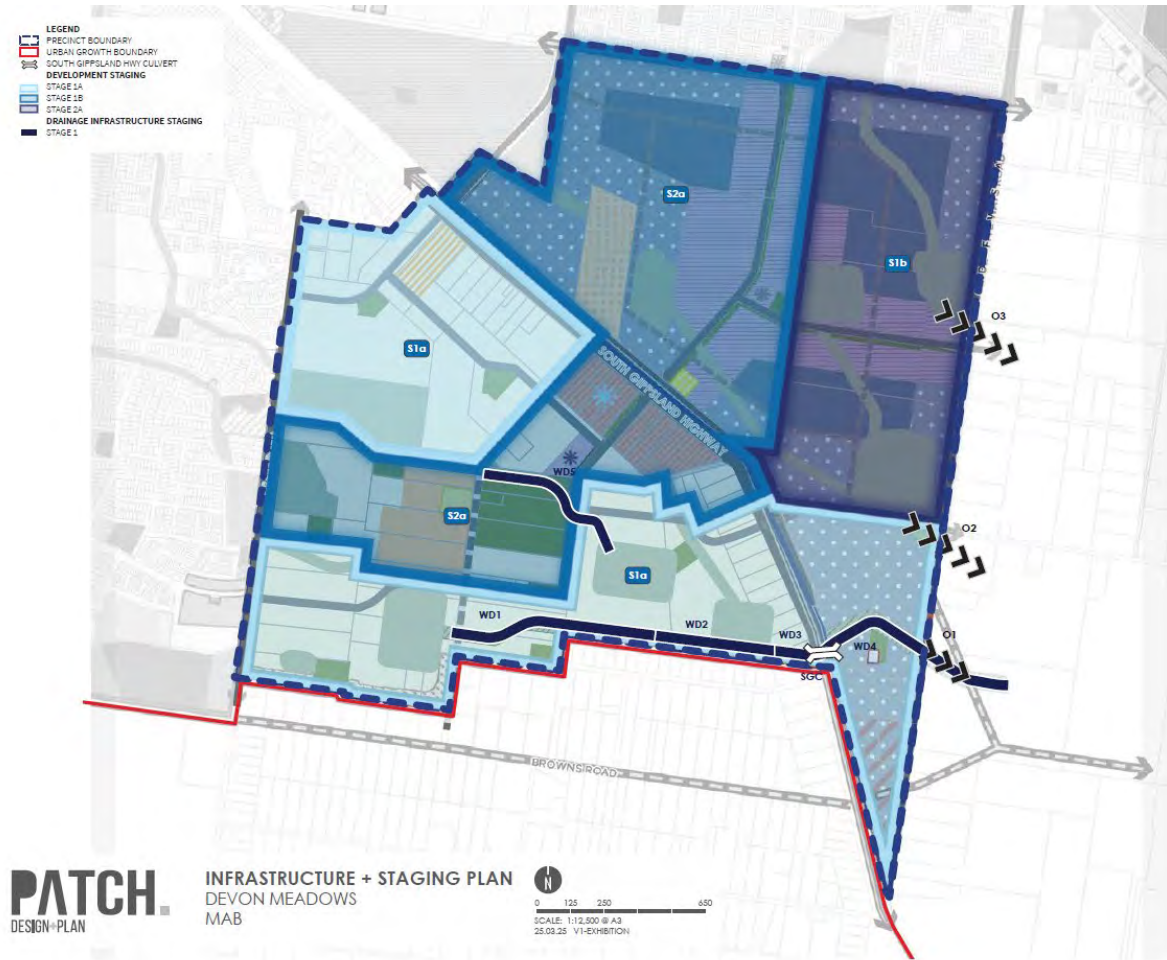 LEGEND
PRECINCT BOUNDARY
URBAN GROWTH BOUNDARY
SOUTH GIPPSLAND HWY CULVERT
DEVELOPMENT STAGING
STAGE 1A
STAGE 1B
STAGE 2A
DRAINAGE INFRASTRUCTURE STAGING
STAGE 1
S2a
S1b
O3
S1a
SOUTH GIPPSLAND HIGHWAY
WD5
S2a
O2
S1a
WD1
WD2
WD3
WD4
O1
SGC
BROWNS ROAD
PATCH.
DESIGN+PLAN
INFRASTRUCTURE + STAGING PLAN
DEVON MEADOWS
MAB
N
0 125 250 650
SCALE: 1:12,500 @ A3
25.03.25 V1-EXHIBITION